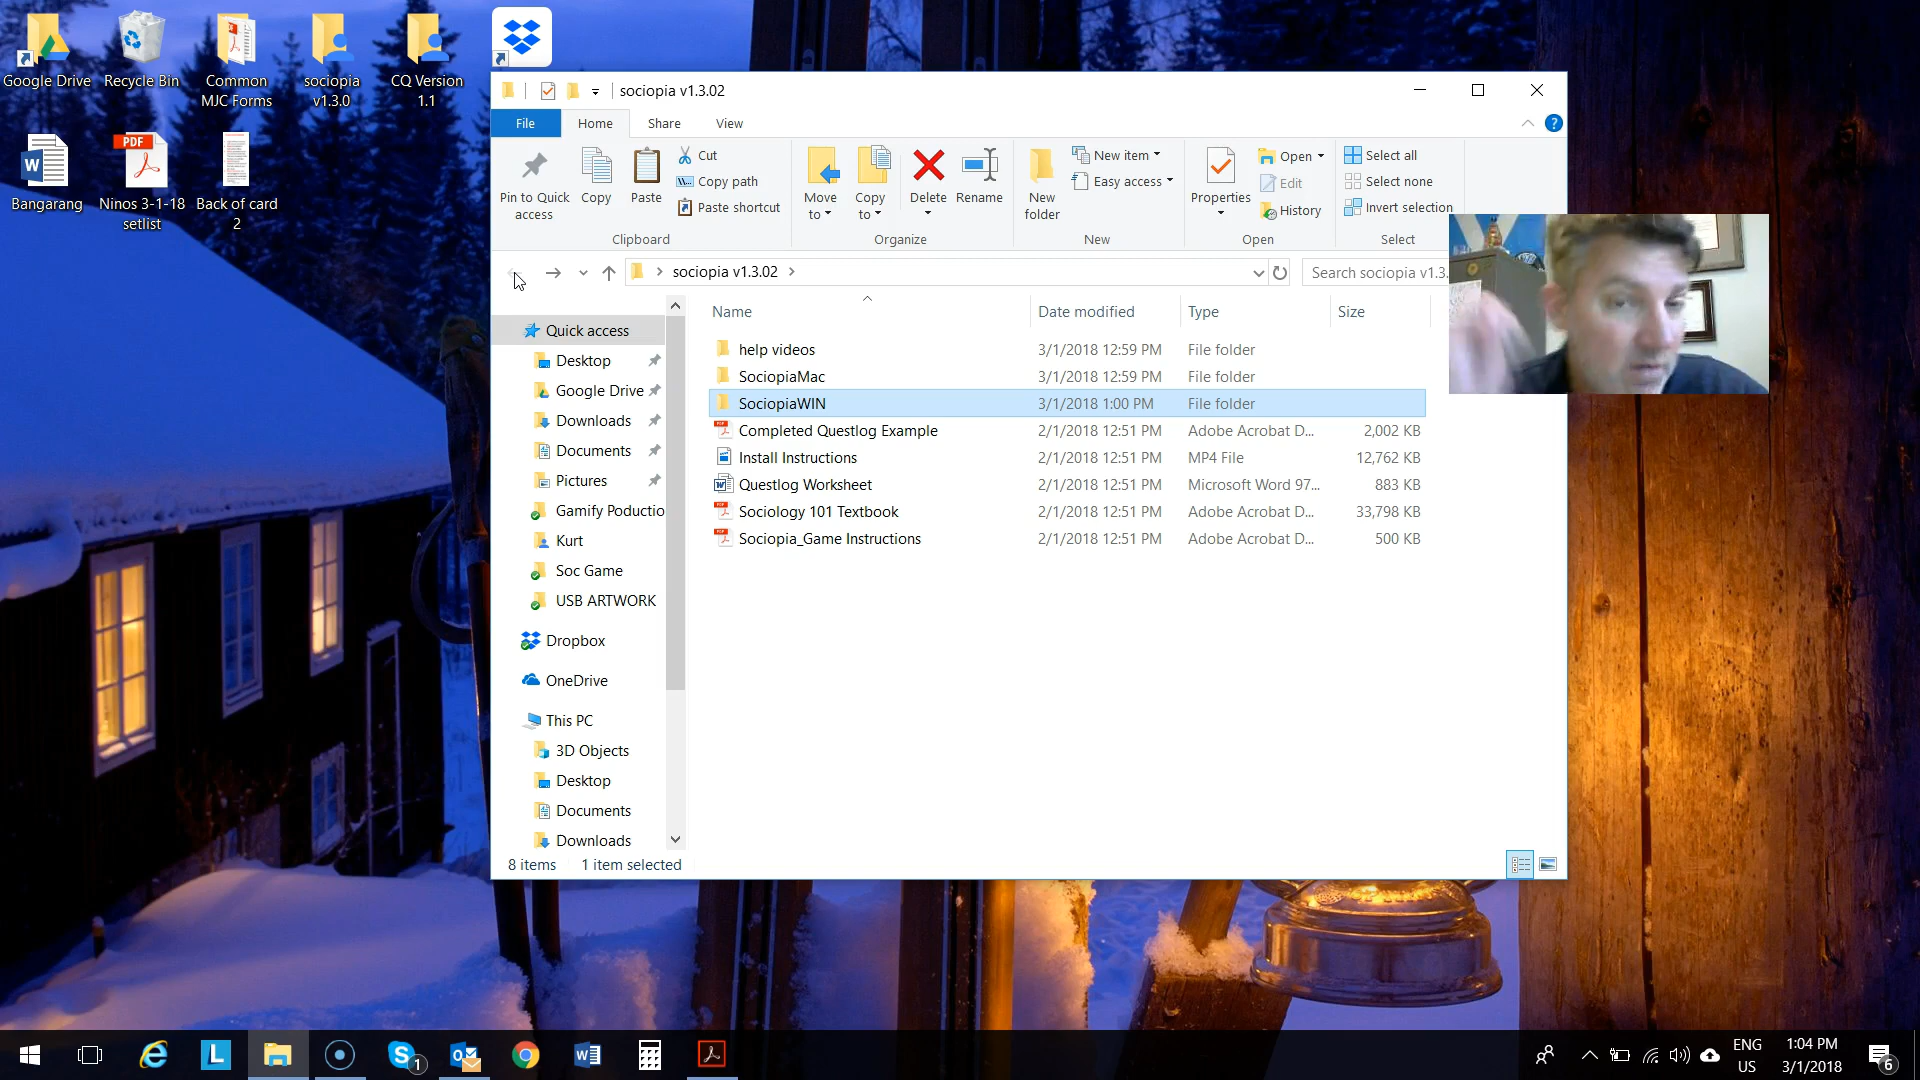 Google Drive
Recycle Bin
Common
MJC Forms
sociopia
v1.3.0
CQ Version
1.1
Bangarang
PDF
Ninos 3-1-18
setlist
Back of card
2
sociopia v1.3.02
File
Home
Share
View
Pin to Quick
access
Copy
Paste
Cut
Copy path
Paste shortcut
Clipboard
Move
to
Copy
to
Delete
Rename
Organize
New
folder
New item
Easy access
New
Properties
Open
Edit
History
Open
Select all
Select none
Invert selection
Select
sociopia v1.3.02
Search sociopia v1.3.
Name
Date modified
Type
Size
help videos 3/1/2018 12:59 PM File folder
SociopiaMac 3/1/2018 12:59 PM File folder
SociopiaWIN 3/1/2018 1:00 PM File folder
Completed Questlog Example 2/1/2018 12:51 PM Adobe Acrobat D... 2,002 KB
Install Instructions 2/1/2018 12:51 PM MP4 File 12,762 KB
Questlog Worksheet 2/1/2018 12:51 PM Microsoft Word 97... 883 KB
Sociology 101 Textbook 2/1/2018 12:51 PM Adobe Acrobat D... 33,798 KB
Sociopia_Game Instructions 2/1/2018 12:51 PM Adobe Acrobat D... 500 KB
Quick access
Desktop
Google Drive
Downloads
Documents
Pictures
Gamify Poductio
Kurt
Soc Game
USB ARTWORK
Dropbox
OneDrive
This PC
3D Objects
Desktop
Documents
Downloads
8 items
1 item selected
ENG
US
1:04 PM
3/1/2018
6
1